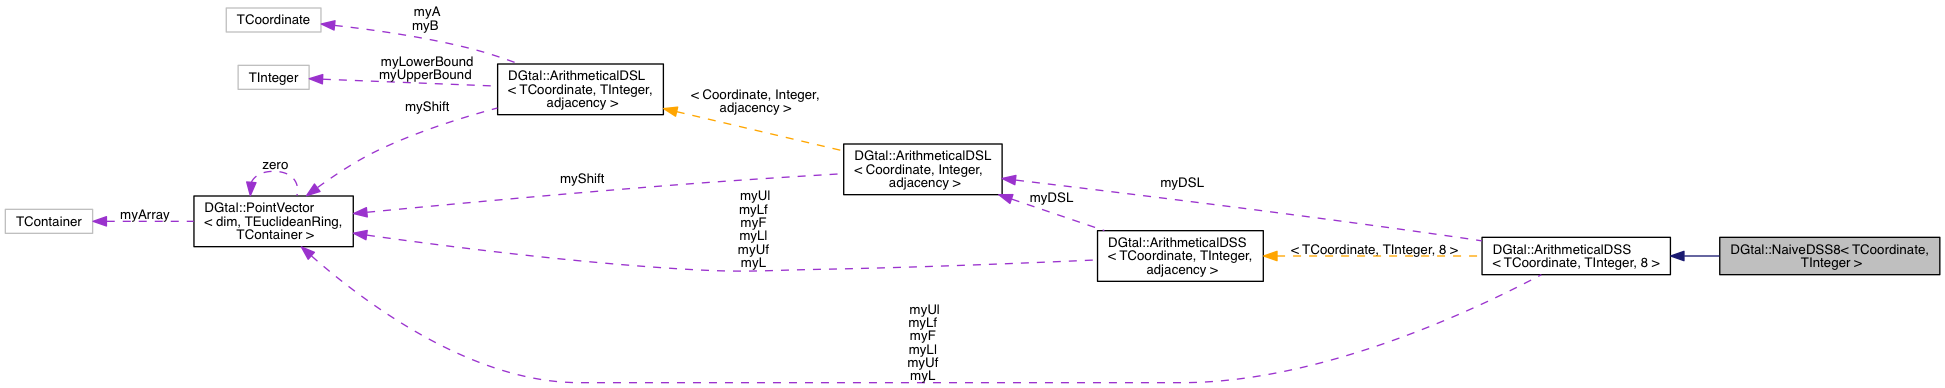 TCoordinate
myA
myB
TInteger
myLowerBound
myUpperBound
DGtal::ArithmeticalDSL
< TCoordinate, TInteger,
adjacency >
myShift
< Coordinate, Integer,
adjacency >
DGtal::ArithmeticalDSL
< Coordinate, Integer,
adjacency >
zero
myShift
myDSL
TContainer
myArray
DGtal::PointVector
< dim, TEuclideanRing,
TContainer >
myUl
myLf
myF
myLl
myUf
myL
myDSL
DGtal::ArithmeticalDSS
< TCoordinate, TInteger,
adjacency >
< TCoordinate, TInteger, 8 >
DGtal::ArithmeticalDSS
< TCoordinate, TInteger, 8 >
DGtal::NaiveDSS8< TCoordinate,
TInteger >
myUl
myLf
myF
myLl
myUf
myL